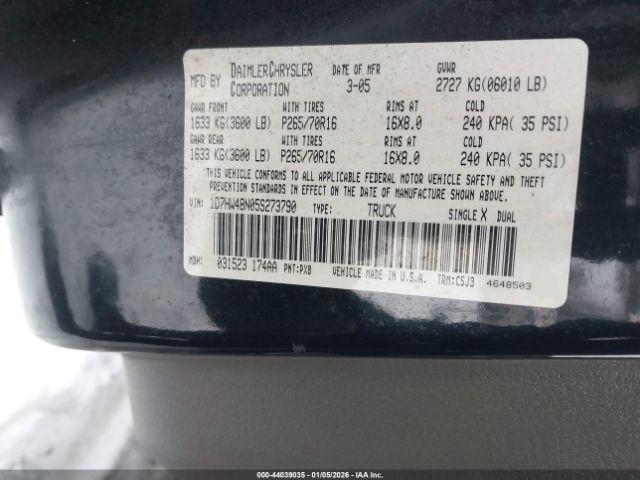 MFD BY DAIMLERCHRYSLER CORPORATION DATE OF MFR 3-05 GVWR 2727 KG(06010 LB)
GAWR FRONT WITH TIRES RIMS AT COLD
1633 KG(3600 LB) P265/70R16 16X8.0 240 KPA( 35 PSI)
GAWR REAR WITH TIRES RIMS AT COLD
1633 KG(3600 LB) P265/70R16 16X8.0 240 KPA( 35 PSI)
THIS VEHICLE CONFORMS TO ALL APPLICABLE FEDERAL MOTOR VEHICLE SAFETY AND THEFT
PREVENTION STANDARDS IN EFFECT ON THE DATE OF MANUFACTURE SHOWN ABOVE.
VIN: 1D7HW48N05S273790 TYPE: TRUCK SINGLE X DUAL
MDH: 031523 174AA PNT:PX8 VEHICLE MADE IN U.S.A. TRM:C5J3 4648503
000-44039035 - 01/05/2026 - IAAI.COM